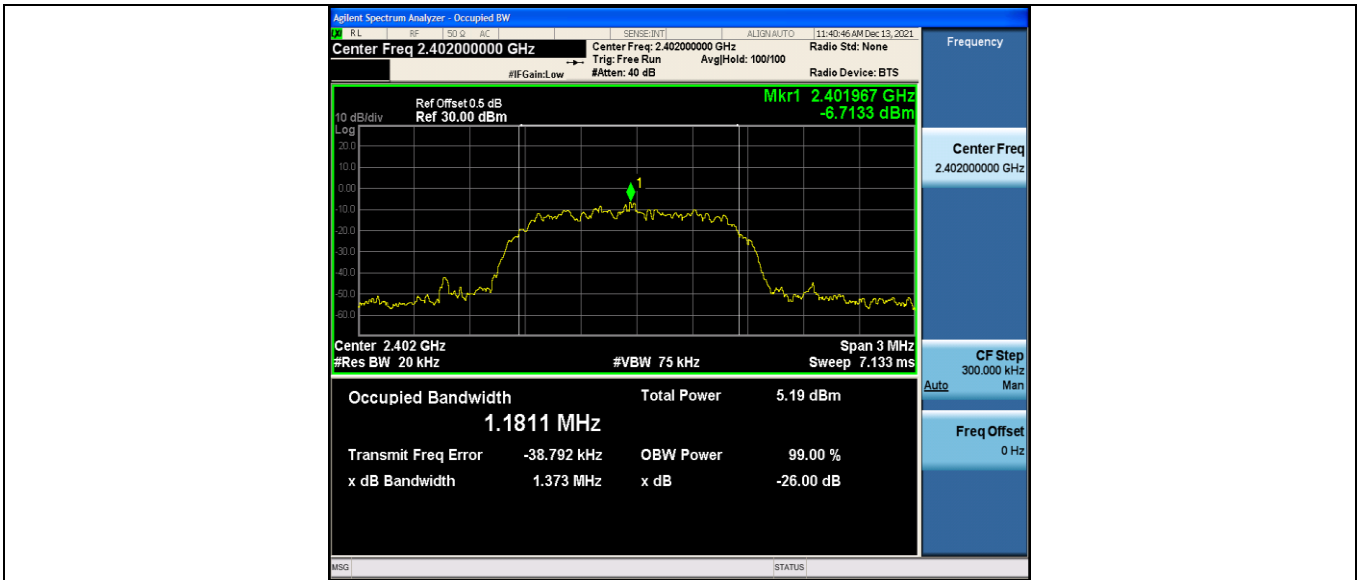 Agilent Spectrum Analyzer - Occupied BW
LXI RL RF 50 Ω AC SENSE:INT ALIGNAUTO 11:40:46 AM Dec 13, 2021
Center Freq 2.402000000 GHz Center Freq: 2.402000000 GHz Radio Std: None
Trig: Free Run Avg|Hold: 100/100
#IFGain:Low #Atten: 40 dB Radio Device: BTS
Frequency
Mkr1 2.401967 GHz
-6.7133 dBm
Ref Offset 0.5 dB
10 dB/div Ref 30.00 dBm
Log
20.0
10.0
0.00
-10.0
-20.0
-30.0
-40.0
-50.0
-60.0
1
Center 2.402 GHz Span 3 MHz
#Res BW 20 kHz #VBW 75 kHz Sweep 7.133 ms
Occupied Bandwidth Total Power 5.19 dBm
1.1811 MHz
Transmit Freq Error -38.792 kHz OBW Power 99.00 %
x dB Bandwidth 1.373 MHz x dB -26.00 dB
Center Freq
2.402000000 GHz
CF Step
300.000 kHz
Auto Man
Freq Offset
0 Hz
MSG STATUS